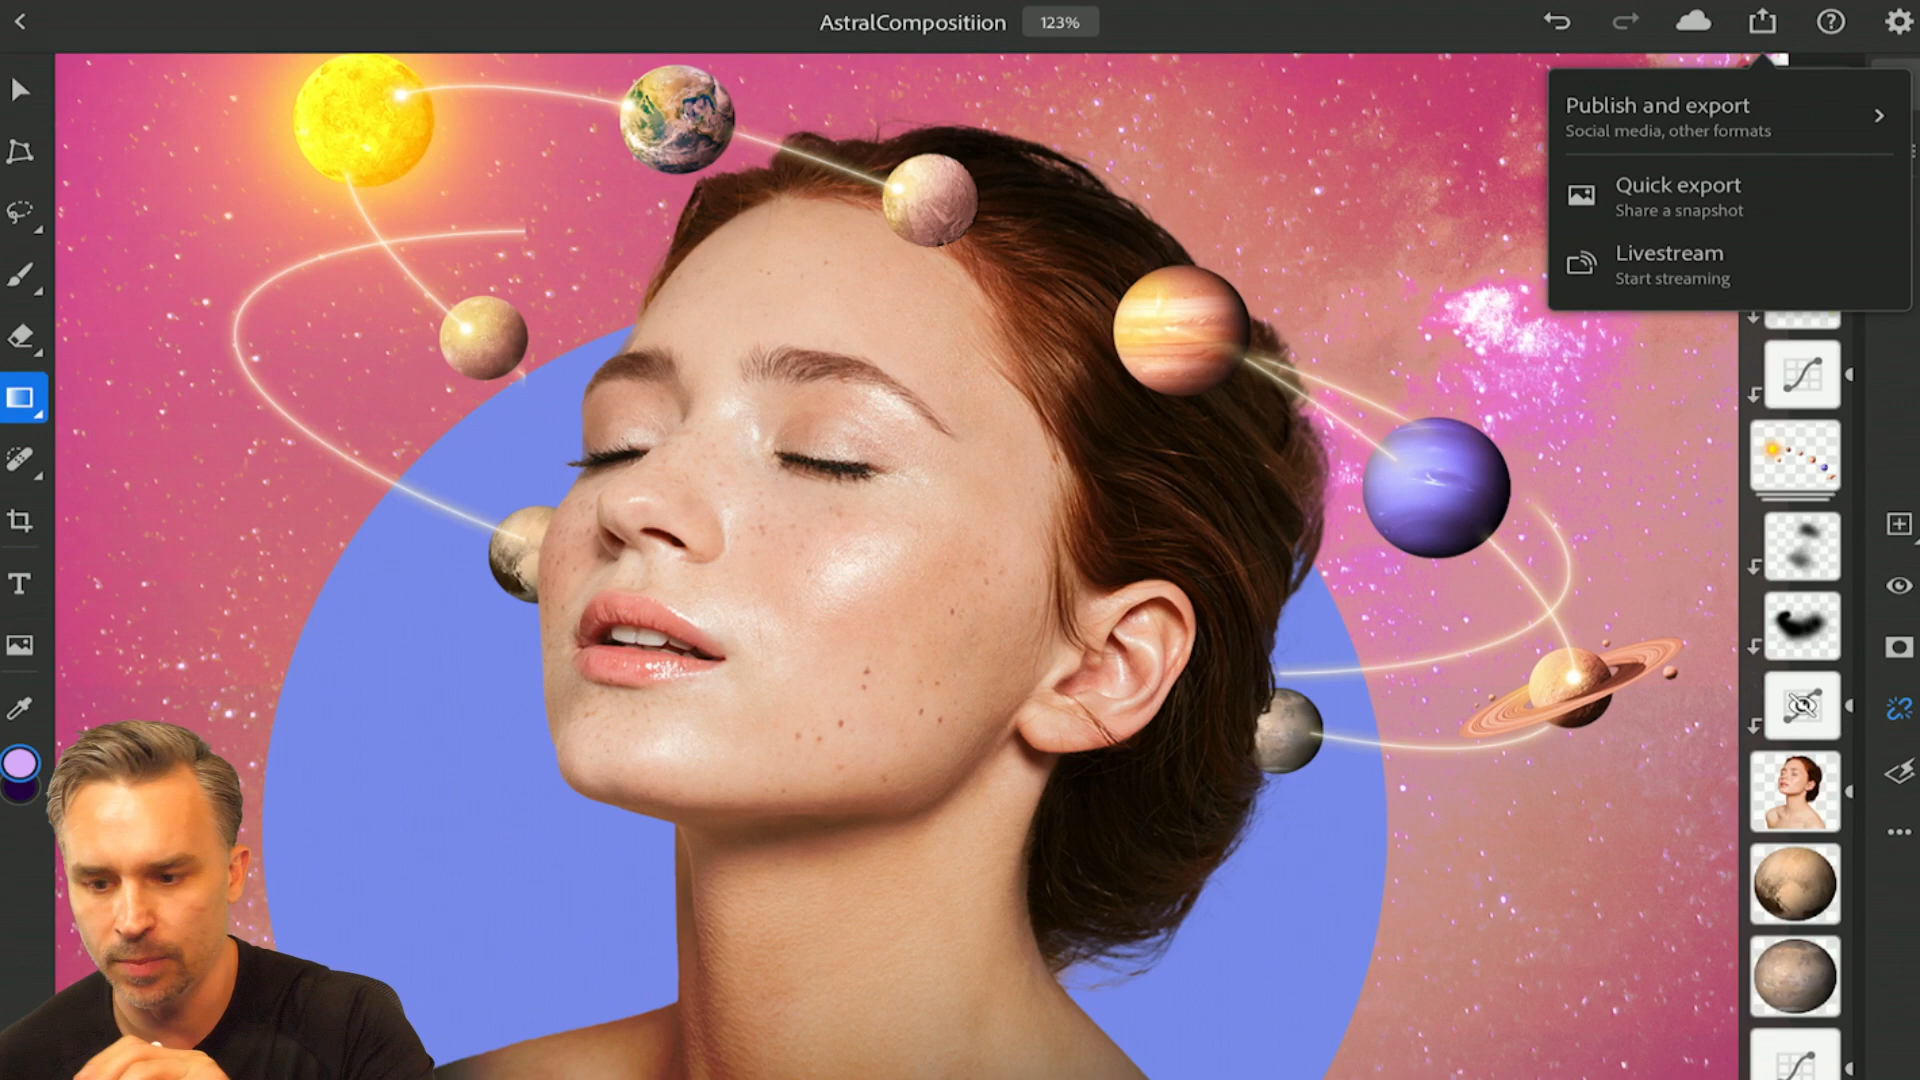 AstralCompositiion
123%
Publish and export
Social media, other formats
Quick export
Share a snapshot
Livestream
Start streaming